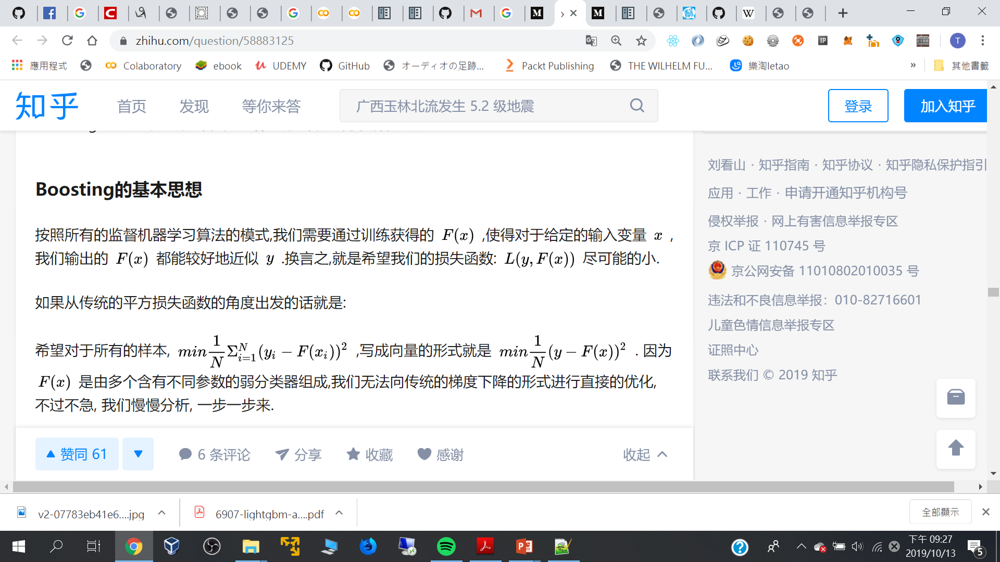 zhihu.com/question/58883125
應用程式
Colaboratory
ebook
UDEMY
GitHub
オーディオの足跡...
Packt Publishing
THE WILHELM FU...
樂淘letao
»
其他書籤
知乎
首页
发现
等你来答
广西玉林北流发生 5.2 级地震
登录
加入知乎
Boosting的基本思想
按照所有的监督机器学习算法的模式,我们需要通过训练获得的 F(x) ,使得对于给定的输入变量 x ,
我们输出的 F(x) 都能较好地近似 y .换言之,就是希望我们的损失函数: L(y, F(x)) 尽可能的小.
如果从传统的平方损失函数的角度出发的话就是:
希望对于所有的样本, min 1/N Σ_{i=1}^N (y_i − F(x_i))² ,写成向量的形式就是 min 1/N (y − F(x))² . 因为
F(x) 是由多个含有不同参数的弱分类器组成,我们无法向传统的梯度下降的形式进行直接的优化,
不过不急, 我们慢慢分析, 一步一步来.
赞同 61
6 条评论
分享
收藏
感谢
收起
刘看山 · 知乎指南 · 知乎协议 · 知乎隐私保护指引
应用 · 工作 · 申请开通知乎机构号
侵权举报 · 网上有害信息举报专区
京 ICP 证 110745 号
京公网安备 11010802010035 号
违法和不良信息举报：010-82716601
儿童色情信息举报专区
证照中心
联系我们 © 2019 知乎
v2-07783eb41e6....jpg
6907-lightgbm-a....pdf
全部顯示
下午 09:27
2019/10/13
5